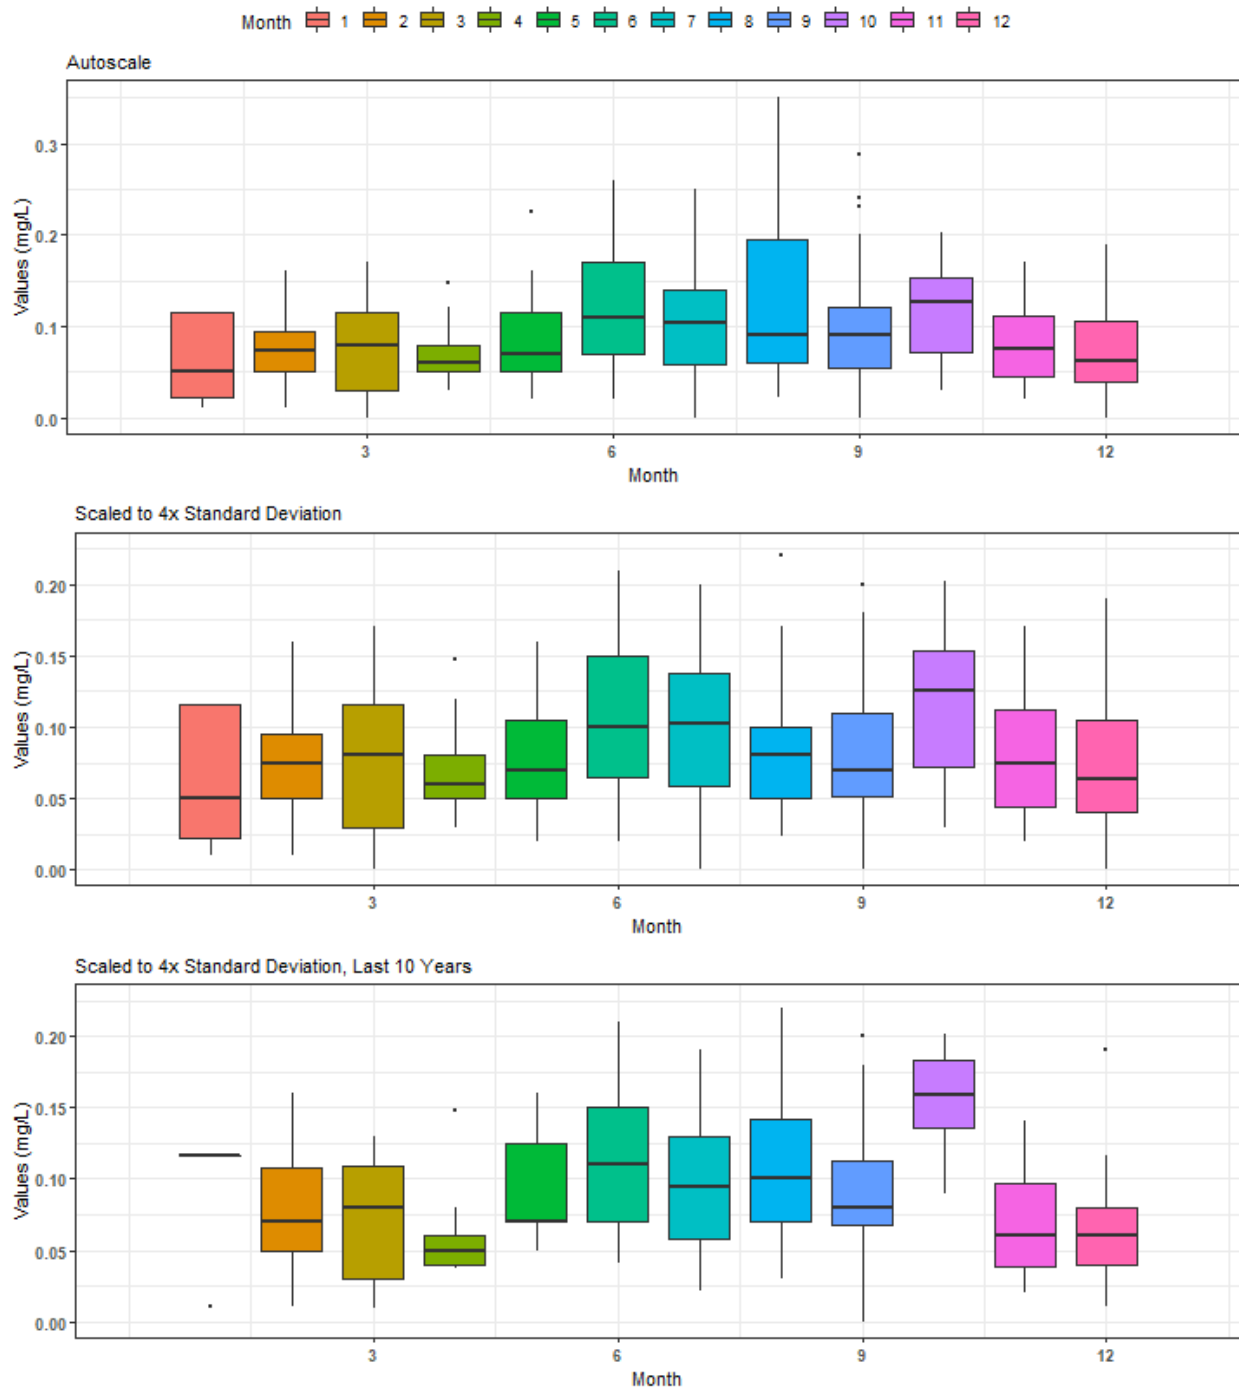 Month 1 2 3 4 5 6 7 8 9 10 11 12
Autoscale
Values (mg/L)
0.3
0.2
0.1
0.0
3 6 9 12
Month
Scaled to 4x Standard Deviation
Values (mg/L)
0.20
0.15
0.10
0.05
0.00
3 6 9 12
Month
Scaled to 4x Standard Deviation, Last 10 Years
Values (mg/L)
0.20
0.15
0.10
0.05
0.00
3 6 9 12
Month